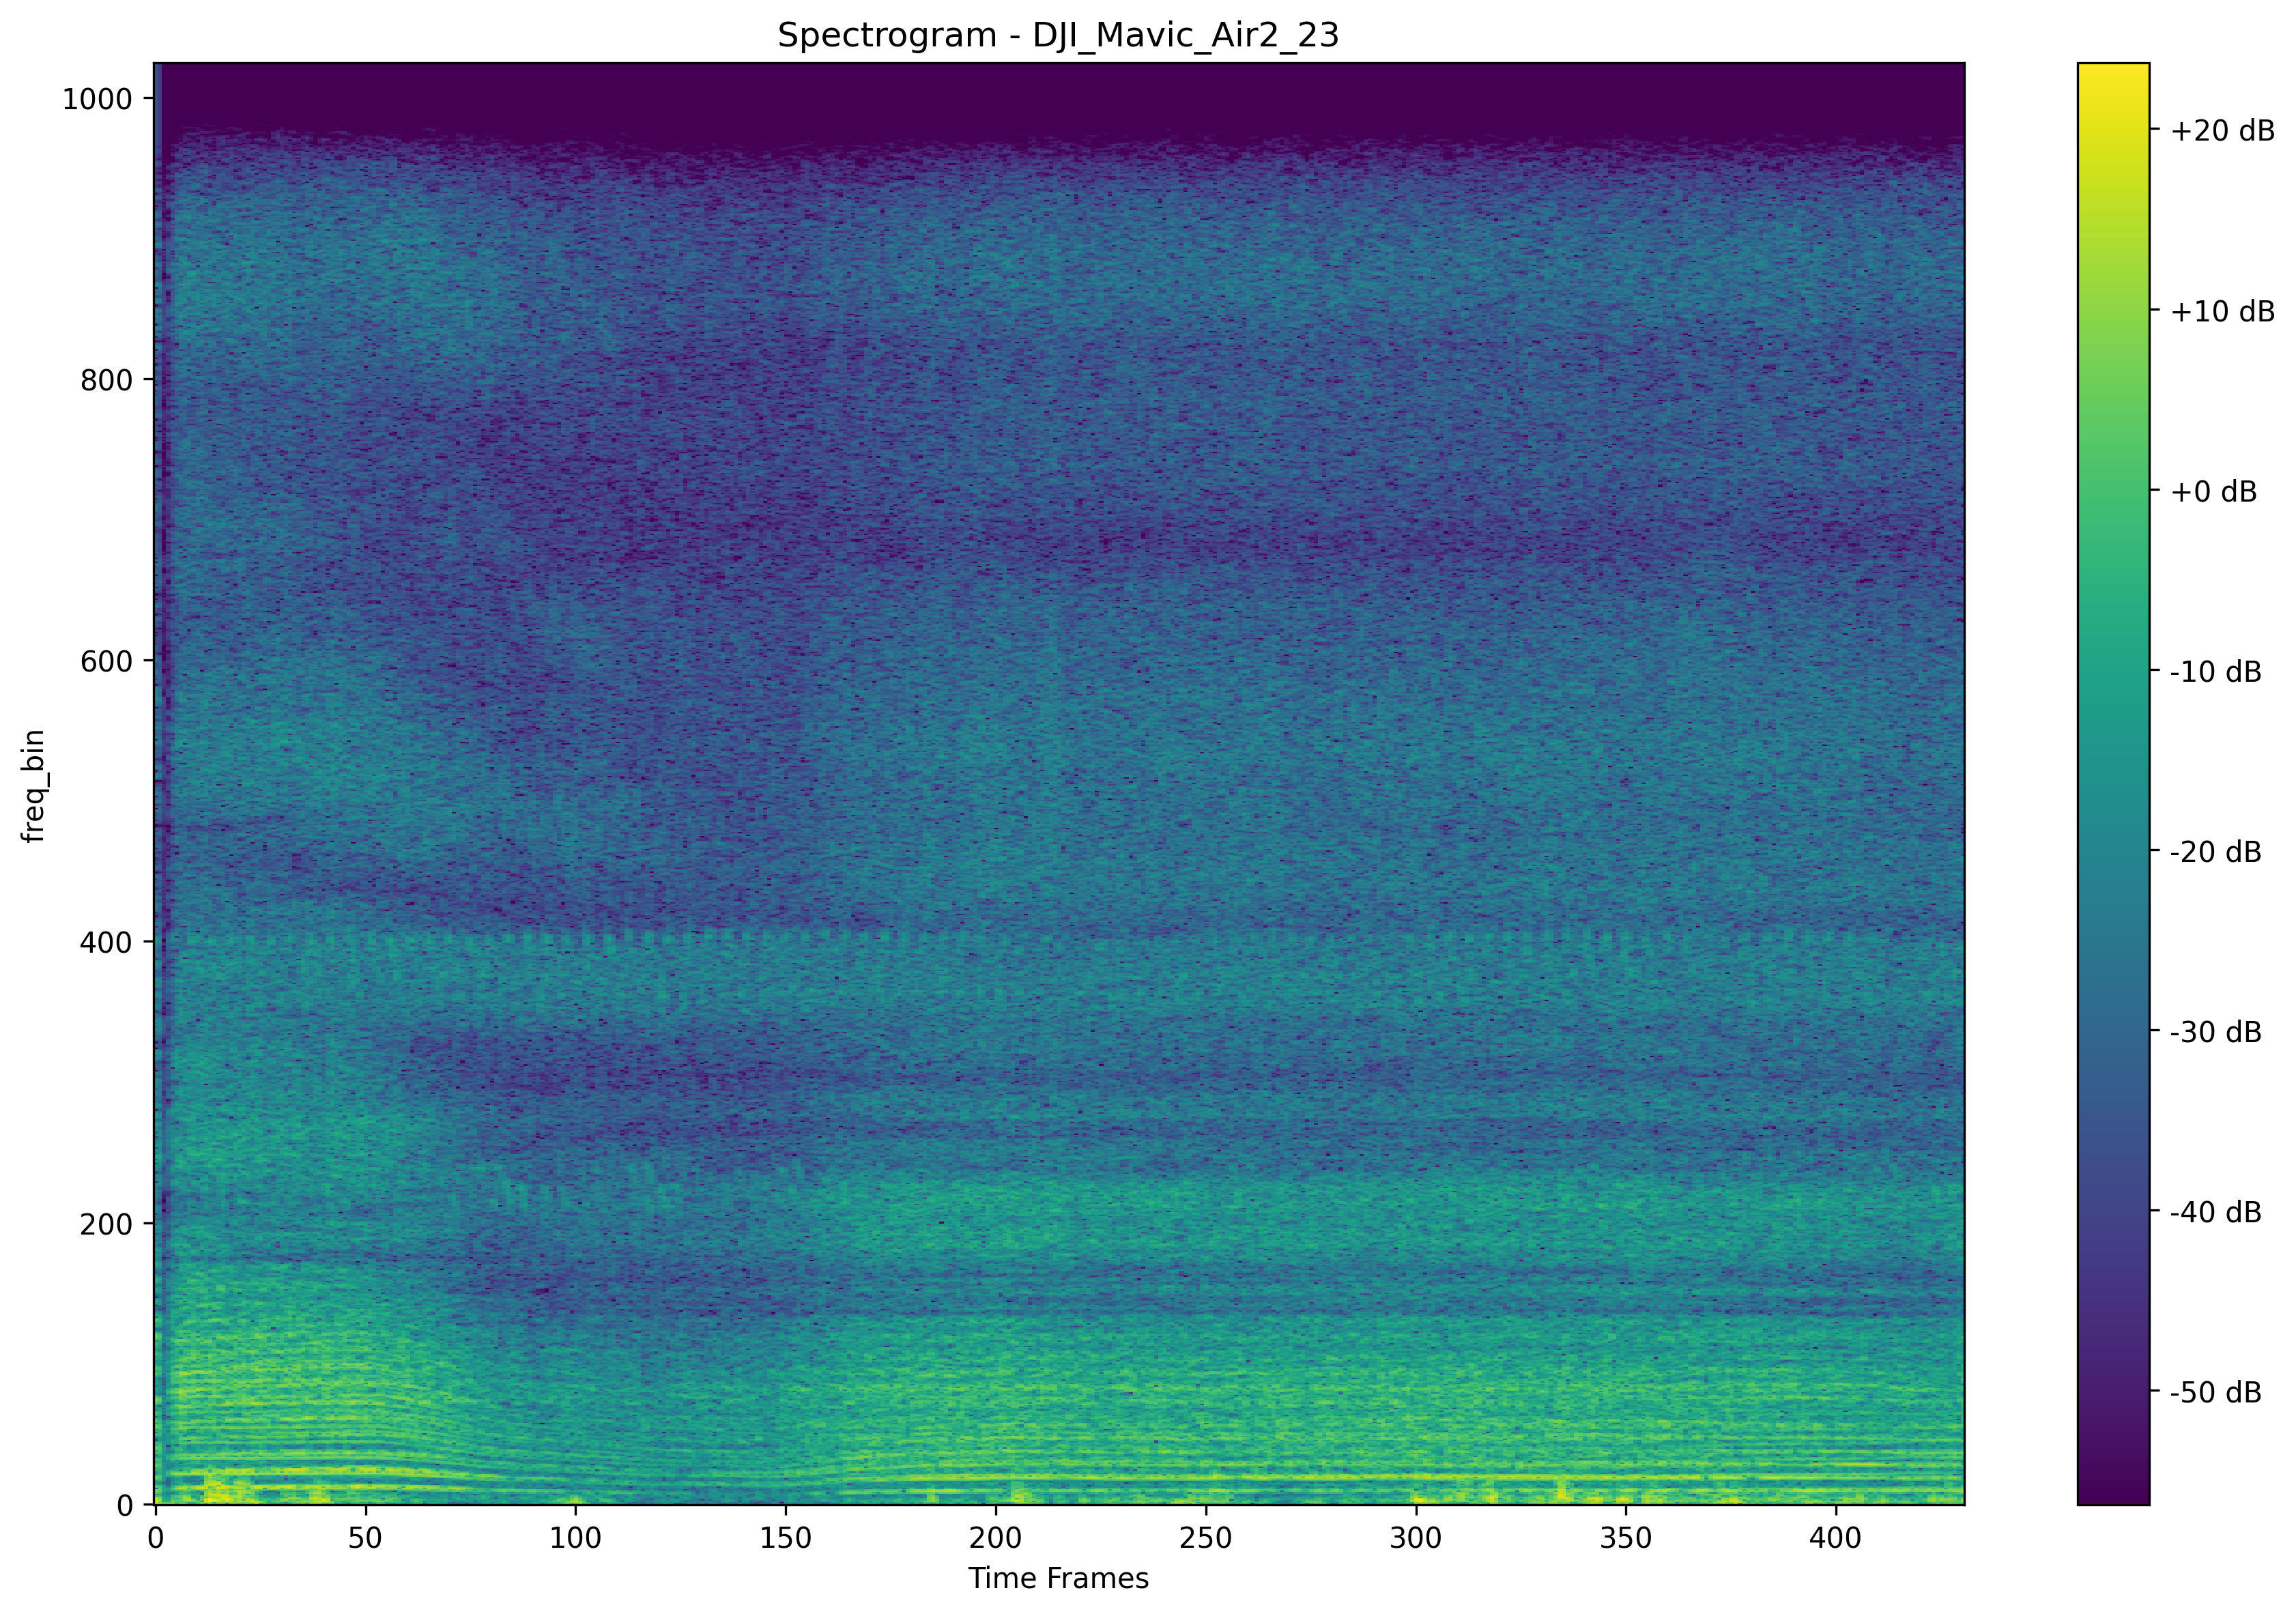 Spectrogram - DJI_Mavic_Air2_23
freq_bin
1000
800
600
400
200
0
0 50 100 150 200 250 300 350 400
Time Frames
+20 dB
+10 dB
+0 dB
-10 dB
-20 dB
-30 dB
-40 dB
-50 dB